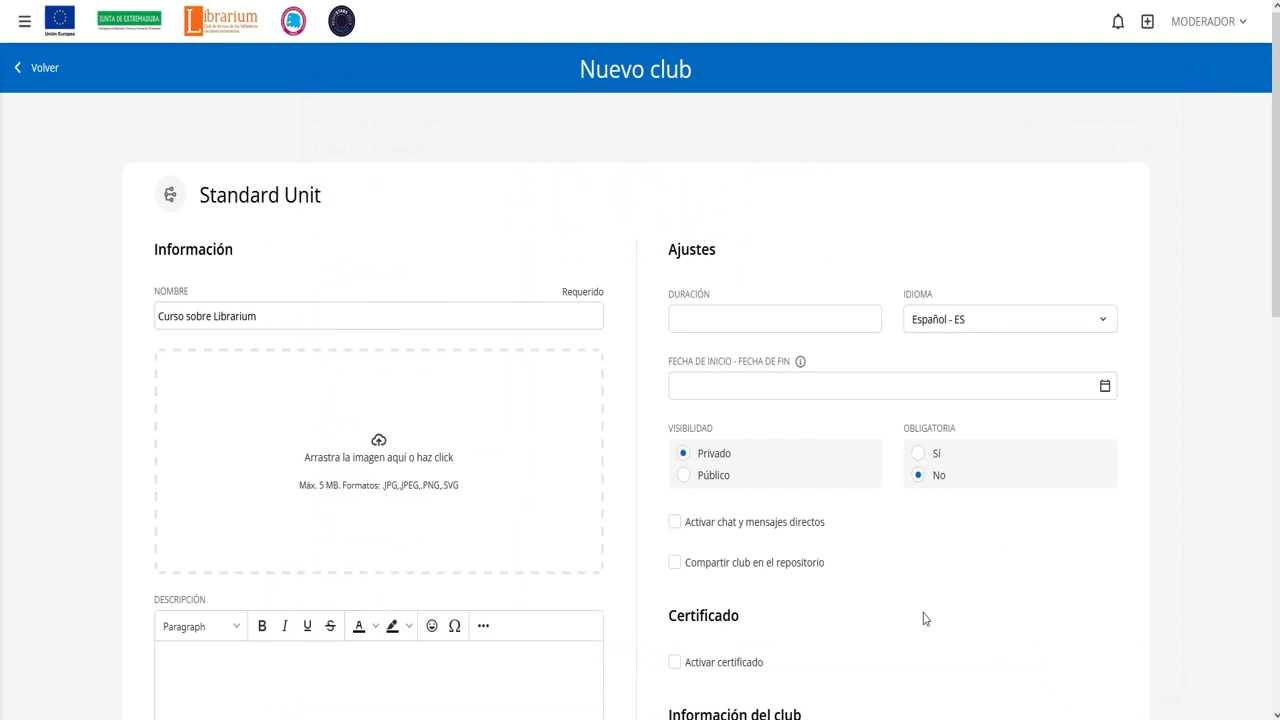 Unión Europea
JUNTA DE EXTREMADURA
Librarium
MODERADOR
Volver
Nuevo club
Standard Unit
Información
NOMBRE
Requerido
Curso sobre Librarium
Arrastra la imagen aquí o haz click
Máx. 5 MB. Formatos: .JPG,.JPEG,.PNG,.SVG
DESCRIPCIÓN
Paragraph
B I U S A
Ajustes
DURACIÓN
IDIOMA
Español - ES
FECHA DE INICIO - FECHA DE FIN
VISIBILIDAD
OBLIGATORIA
Privado
Público
Sí
No
Activar chat y mensajes directos
Compartir club en el repositorio
Certificado
Activar certificado
Información del club